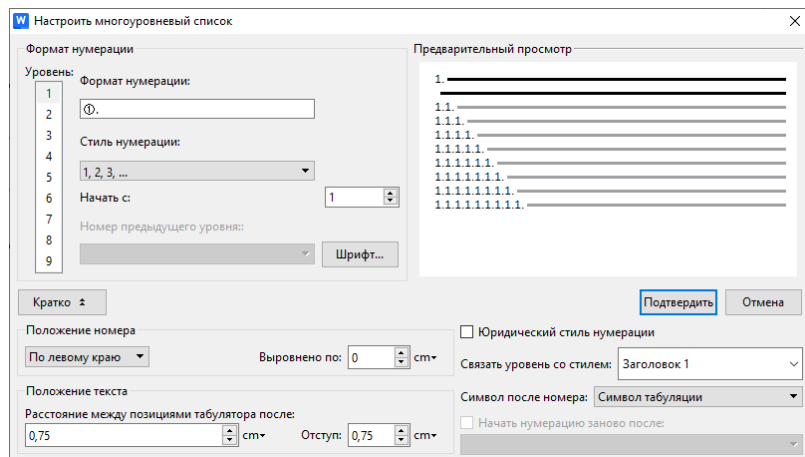 W Настроить многоуровневый список
Формат нумерации
Уровень:
1
2
3
4
5
6
7
8
9
Формат нумерации:
①.
Стиль нумерации:
1, 2, 3, ...
Начать с: 1
Номер предыдущего уровня::
Шрифт...
Предварительный просмотр
1.
1.1.
1.1.1.
1.1.1.1.
1.1.1.1.1.
1.1.1.1.1.1.
1.1.1.1.1.1.1.
1.1.1.1.1.1.1.1.
1.1.1.1.1.1.1.1.1.
Кратко
Подтвердить Отмена
Положение номера
По левому краю Выровнено по: 0 cm
Положение текста
Расстояние между позициями табулятора после:
0,75 cm Отступ: 0,75 cm
Юридический стиль нумерации
Связать уровень со стилем: Заголовок 1
Символ после номера: Символ табуляции
Начать нумерацию заново после: